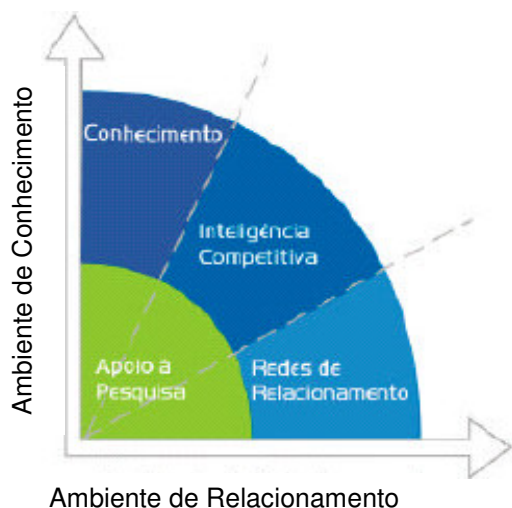 Ambiente de Conhecimento
Conhecimento
Inteligência
Competitiva
Apoio à
Pesquisa
Redes de
Relacionamento
Ambiente de Relacionamento